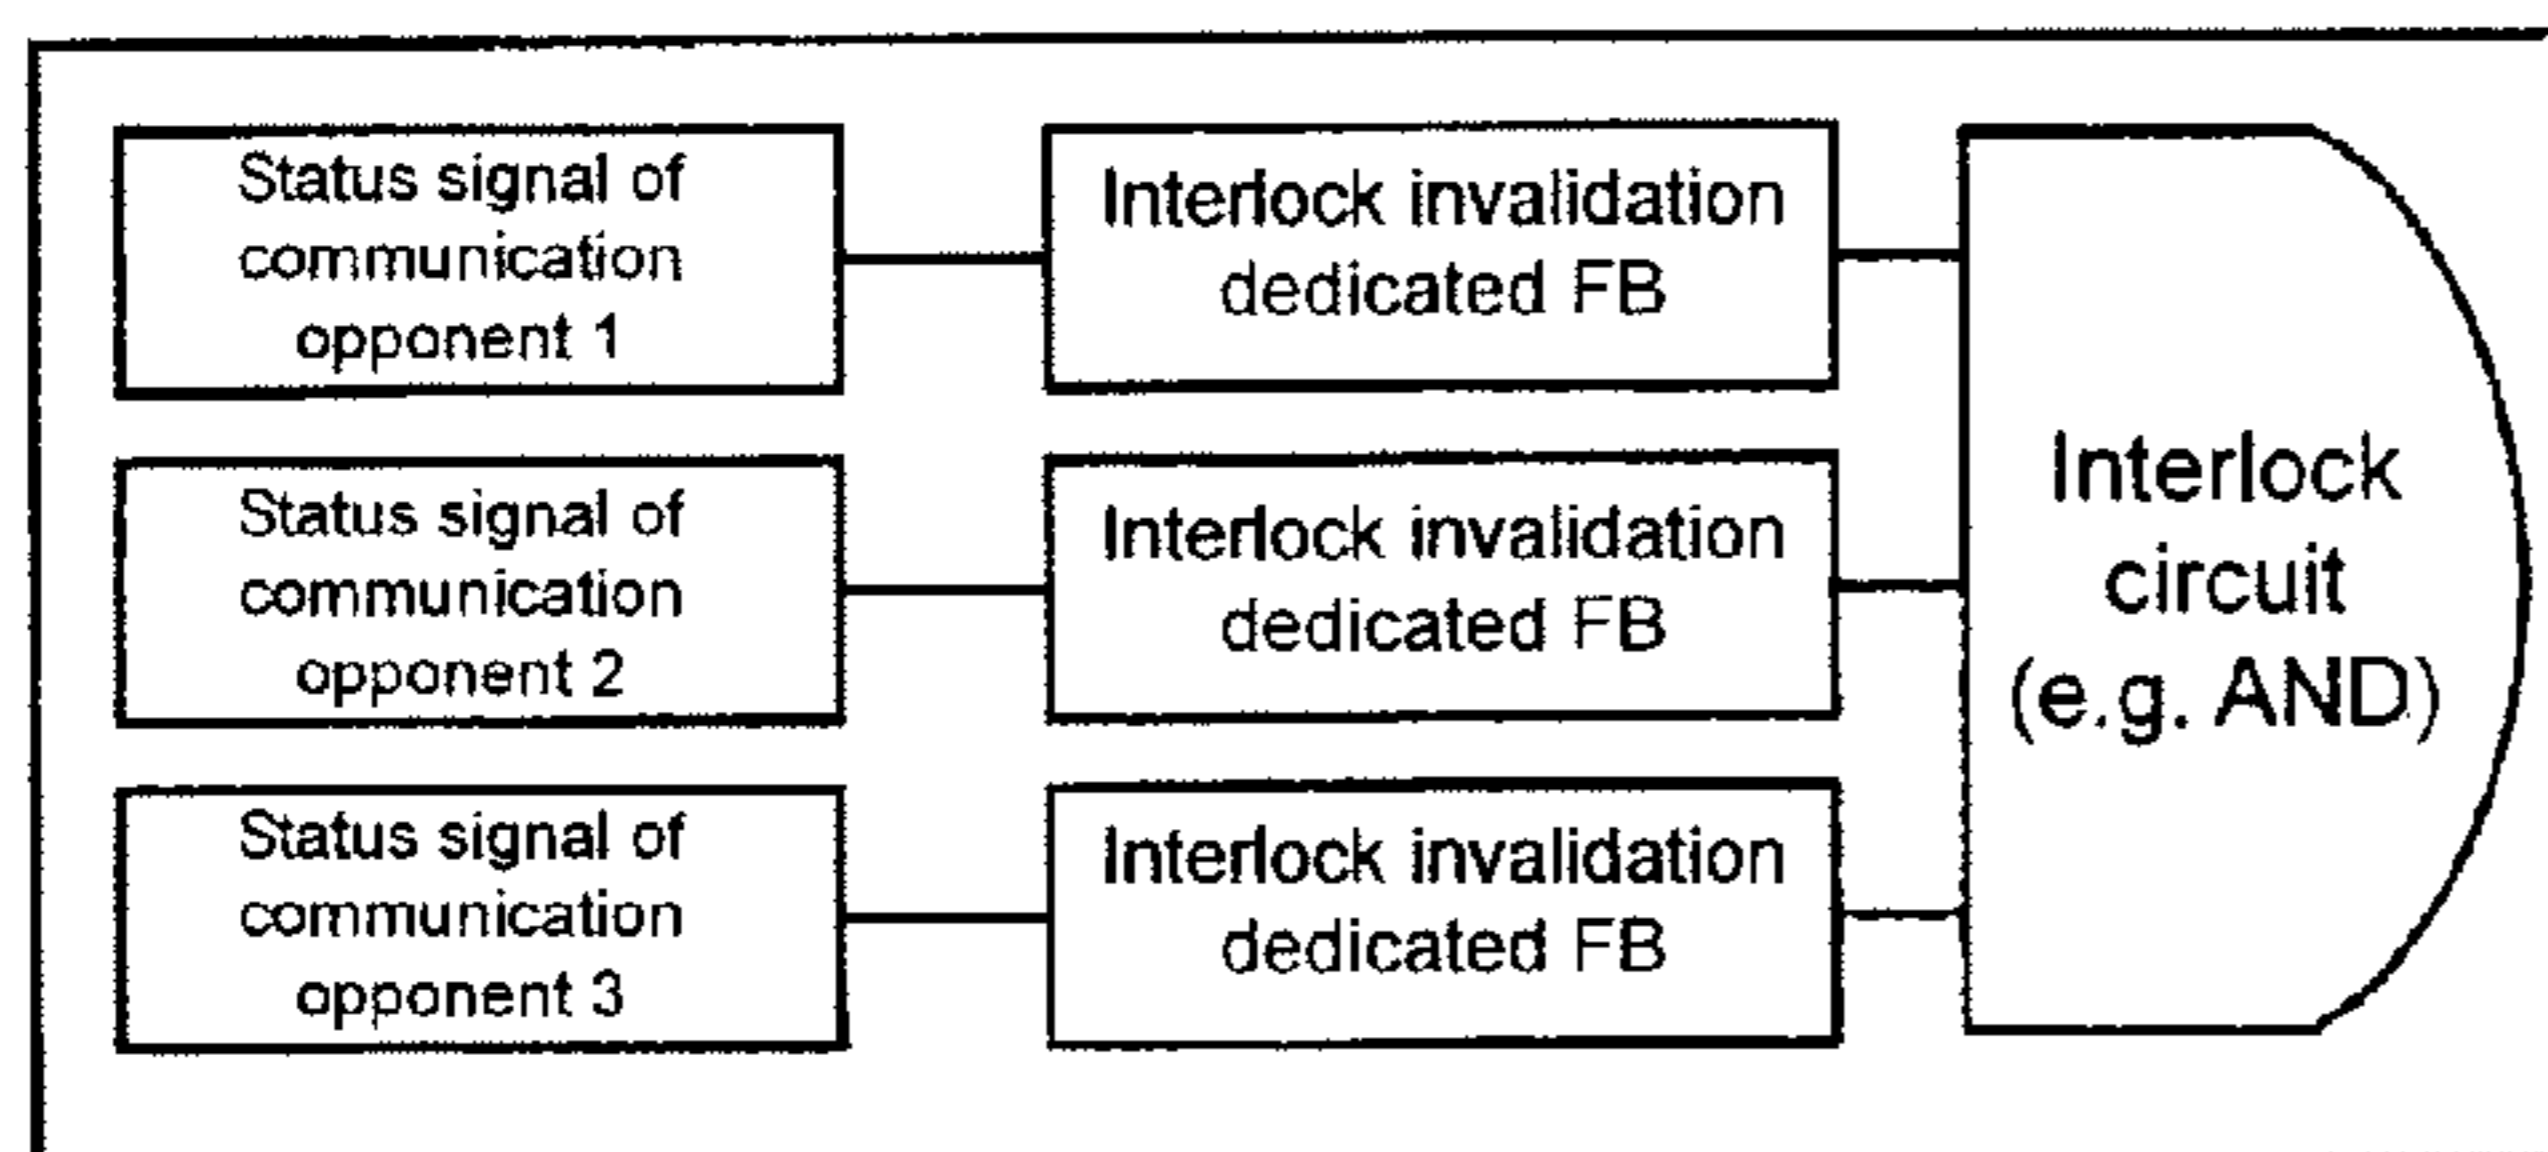 Status signal of
communication
opponent 1
Interlock invalidation
dedicated FB
Status signal of
communication
opponent 2
Interlock invalidation
dedicated FB
Status signal of
communication
opponent 3
Interlock invalidation
dedicated FB
Interlock
circuit
(e.g. AND)